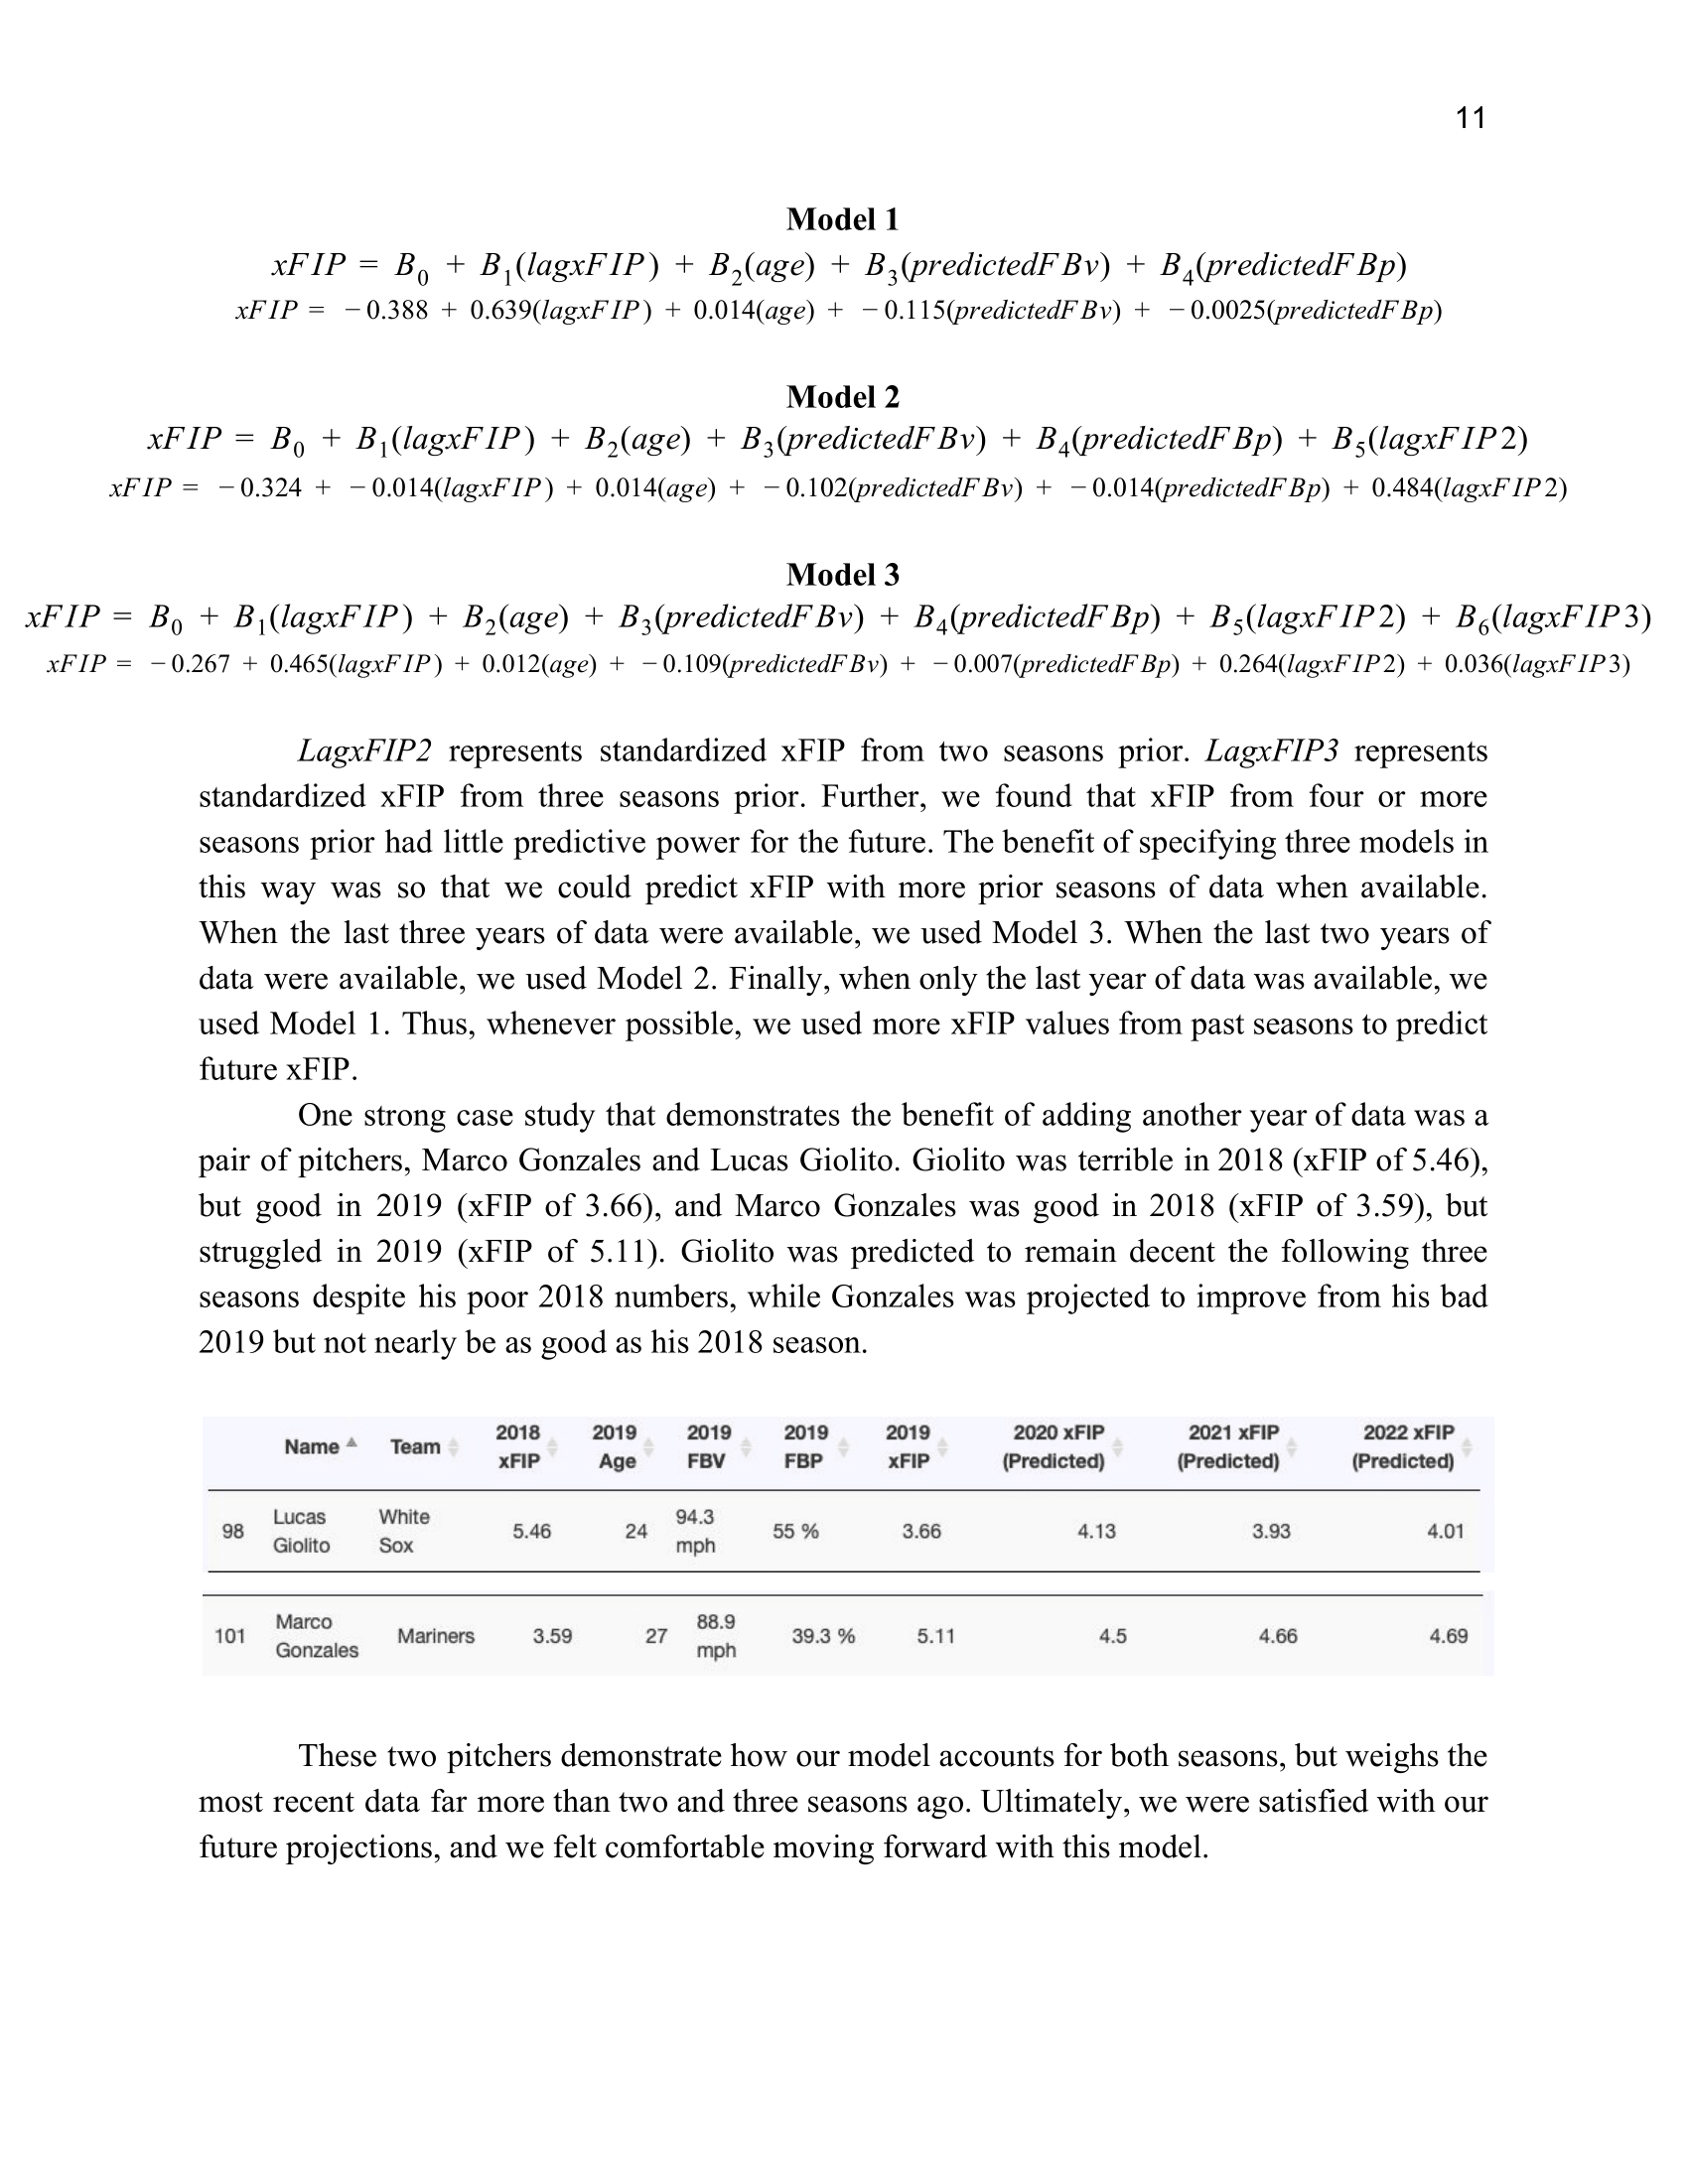 11
Model 1
xFIP = B0 + B1(lagxFIP) + B2(age) + B3(predictedFBv) + B4(predictedFBp)
xFIP = −0.388 + 0.639(lagxFIP) + 0.014(age) + −0.115(predictedFBv) + −0.0025(predictedFBp)
Model 2
xFIP = B0 + B1(lagxFIP) + B2(age) + B3(predictedFBv) + B4(predictedFBp) + B5(lagxFIP2)
xFIP = −0.324 + −0.014(lagxFIP) + 0.014(age) + −0.102(predictedFBv) + −0.014(predictedFBp) + 0.484(lagxFIP2)
Model 3
xFIP = B0 + B1(lagxFIP) + B2(age) + B3(predictedFBv) + B4(predictedFBp) + B5(lagxFIP2) + B6(lagxFIP3)
xFIP = −0.267 + 0.465(lagxFIP) + 0.012(age) + −0.109(predictedFBv) + −0.007(predictedFBp) + 0.264(lagxFIP2) + 0.036(lagxFIP3)
LagxFIP2 represents standardized xFIP from two seasons prior. LagxFIP3 represents
standardized xFIP from three seasons prior. Further, we found that xFIP from four or more
seasons prior had little predictive power for the future. The benefit of specifying three models in
this way was so that we could predict xFIP with more prior seasons of data when available.
When the last three years of data were available, we used Model 3. When the last two years of
data were available, we used Model 2. Finally, when only the last year of data was available, we
used Model 1. Thus, whenever possible, we used more xFIP values from past seasons to predict
future xFIP.
One strong case study that demonstrates the benefit of adding another year of data was a
pair of pitchers, Marco Gonzales and Lucas Giolito. Giolito was terrible in 2018 (xFIP of 5.46),
but good in 2019 (xFIP of 3.66), and Marco Gonzales was good in 2018 (xFIP of 3.59), but
struggled in 2019 (xFIP of 5.11). Giolito was predicted to remain decent the following three
seasons despite his poor 2018 numbers, while Gonzales was projected to improve from his bad
2019 but not nearly be as good as his 2018 season.
Name Team 2018 xFIP 2019 Age 2019 FBV 2019 FBP 2019 xFIP 2020 xFIP (Predicted) 2021 xFIP (Predicted) 2022 xFIP (Predicted)
98 Lucas Giolito White Sox 5.46 24 94.3 mph 55 % 3.66 4.13 3.93 4.01
101 Marco Gonzales Mariners 3.59 27 88.9 mph 39.3 % 5.11 4.5 4.66 4.69
These two pitchers demonstrate how our model accounts for both seasons, but weighs the
most recent data far more than two and three seasons ago. Ultimately, we were satisfied with our
future projections, and we felt comfortable moving forward with this model.